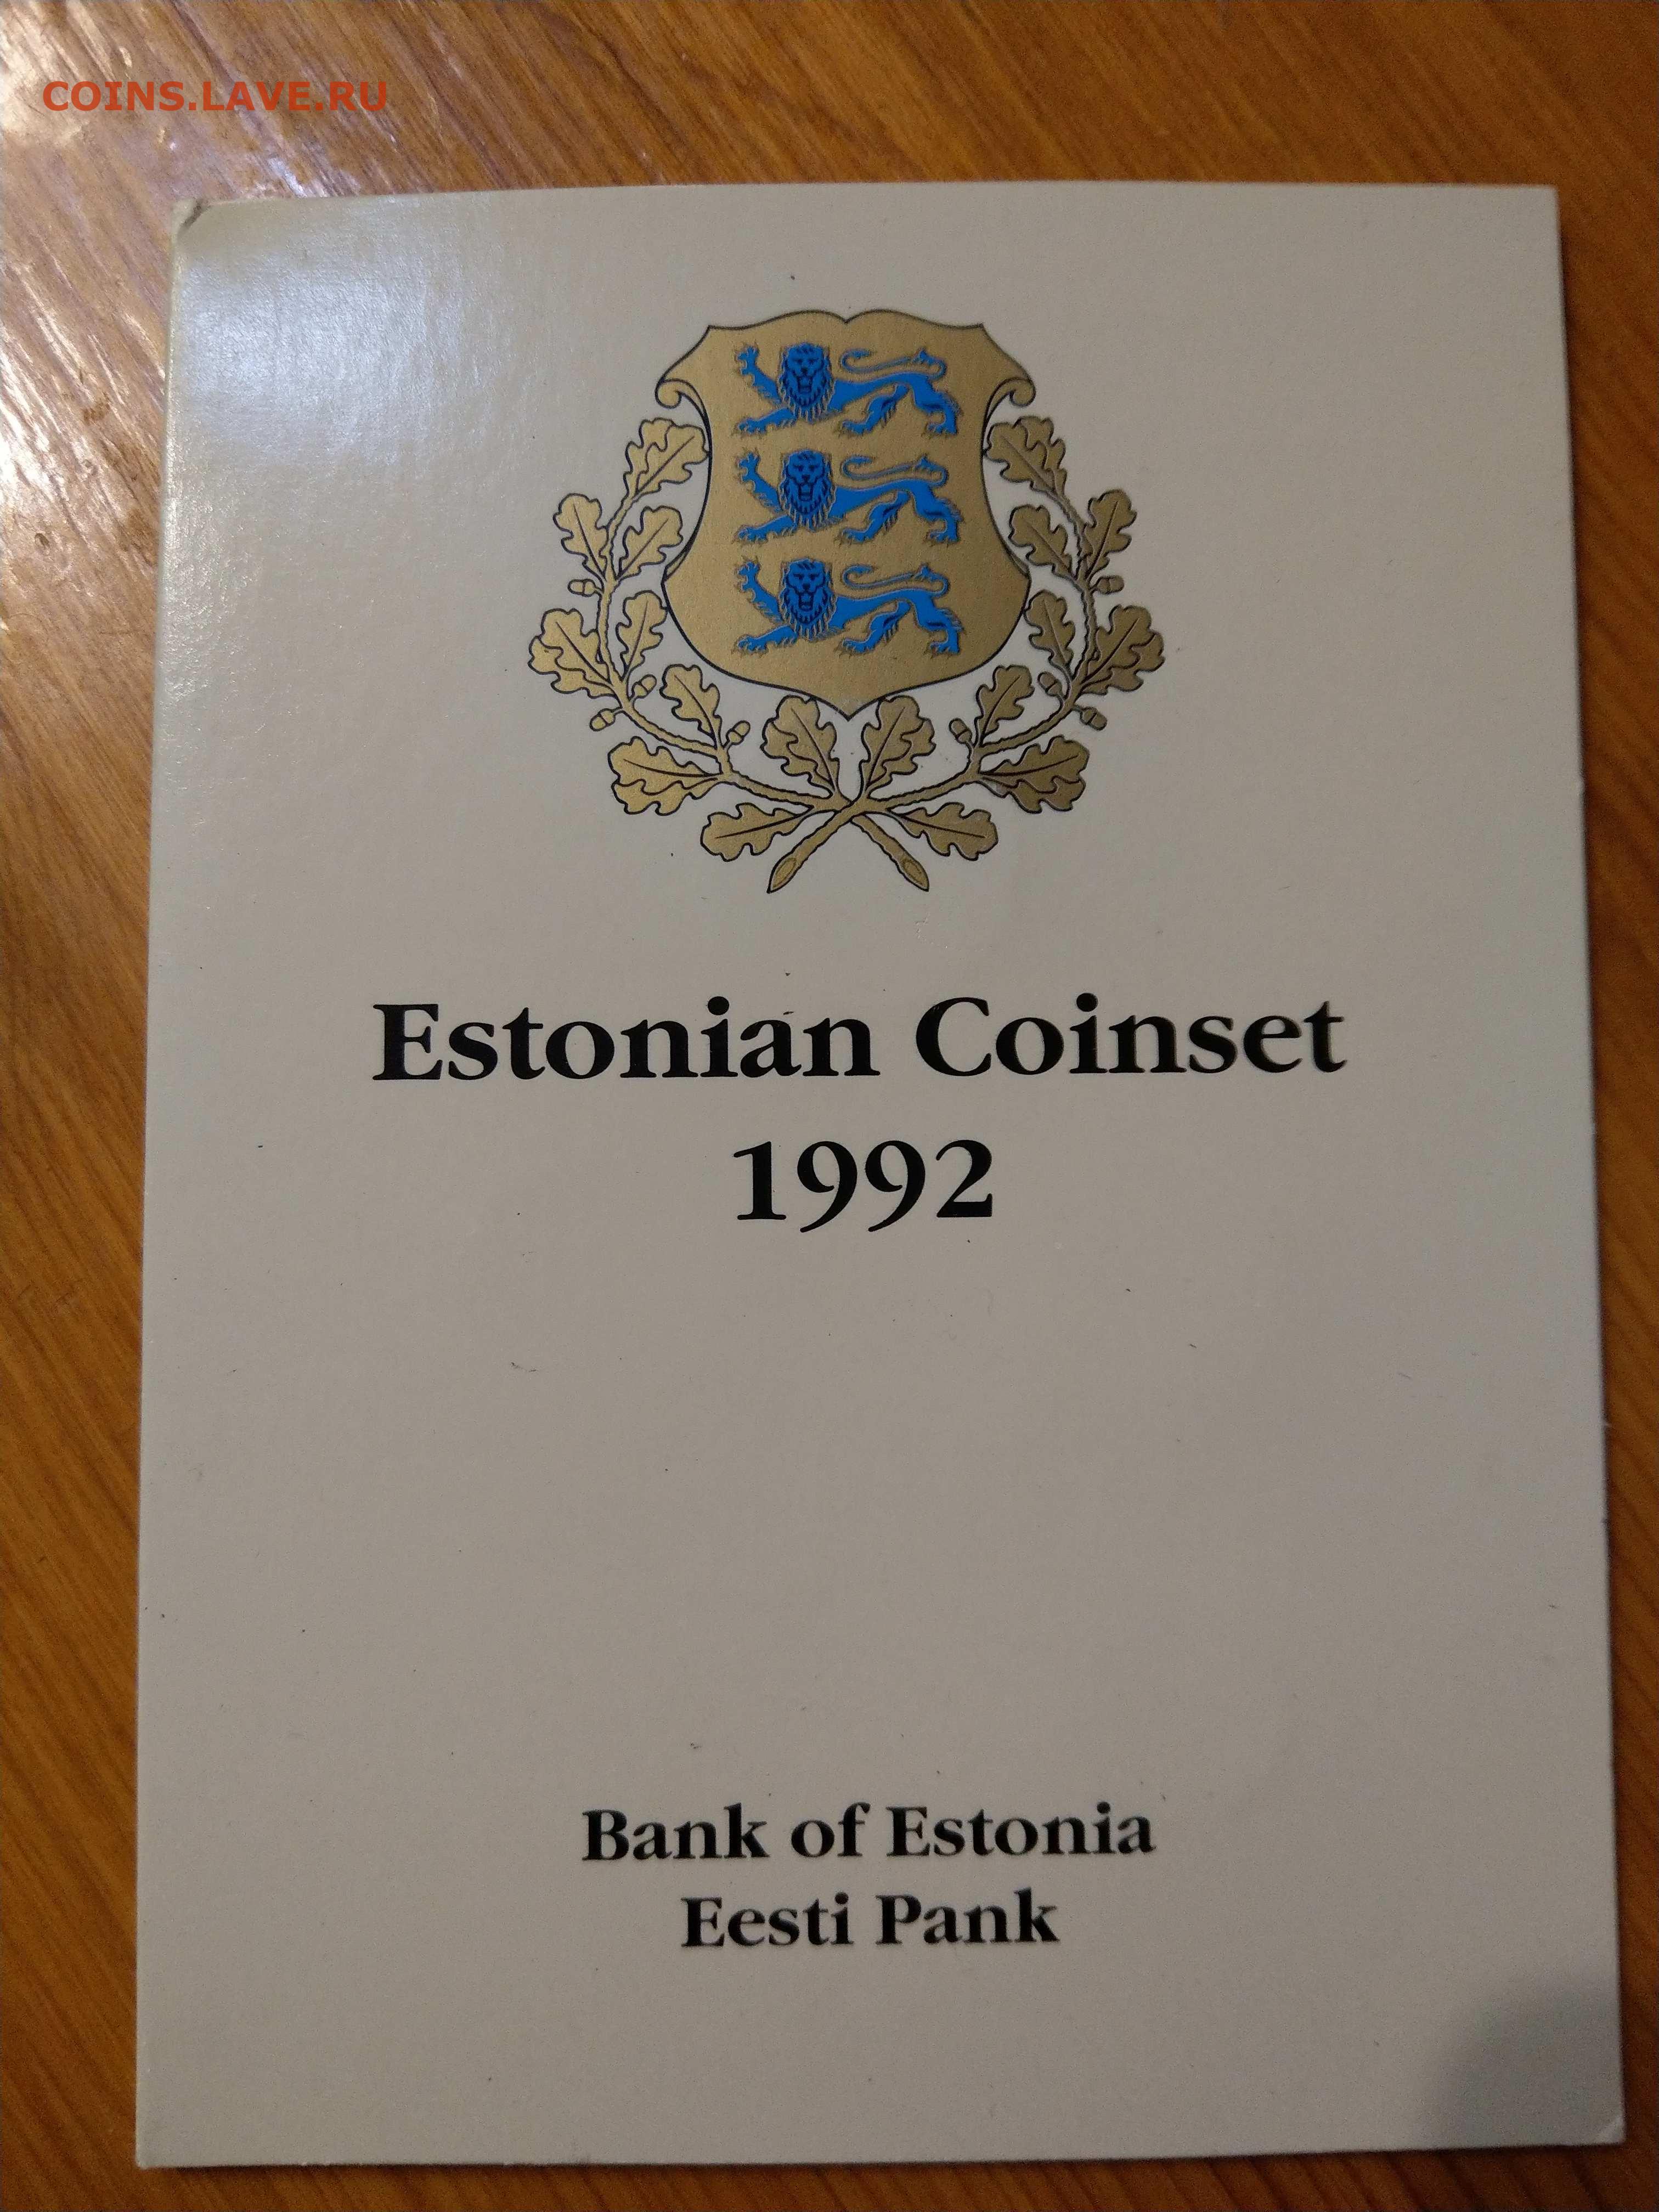 COINS.LAVE.RU
Estonian Coinset
1992
Bank of Estonia
Eesti Pank